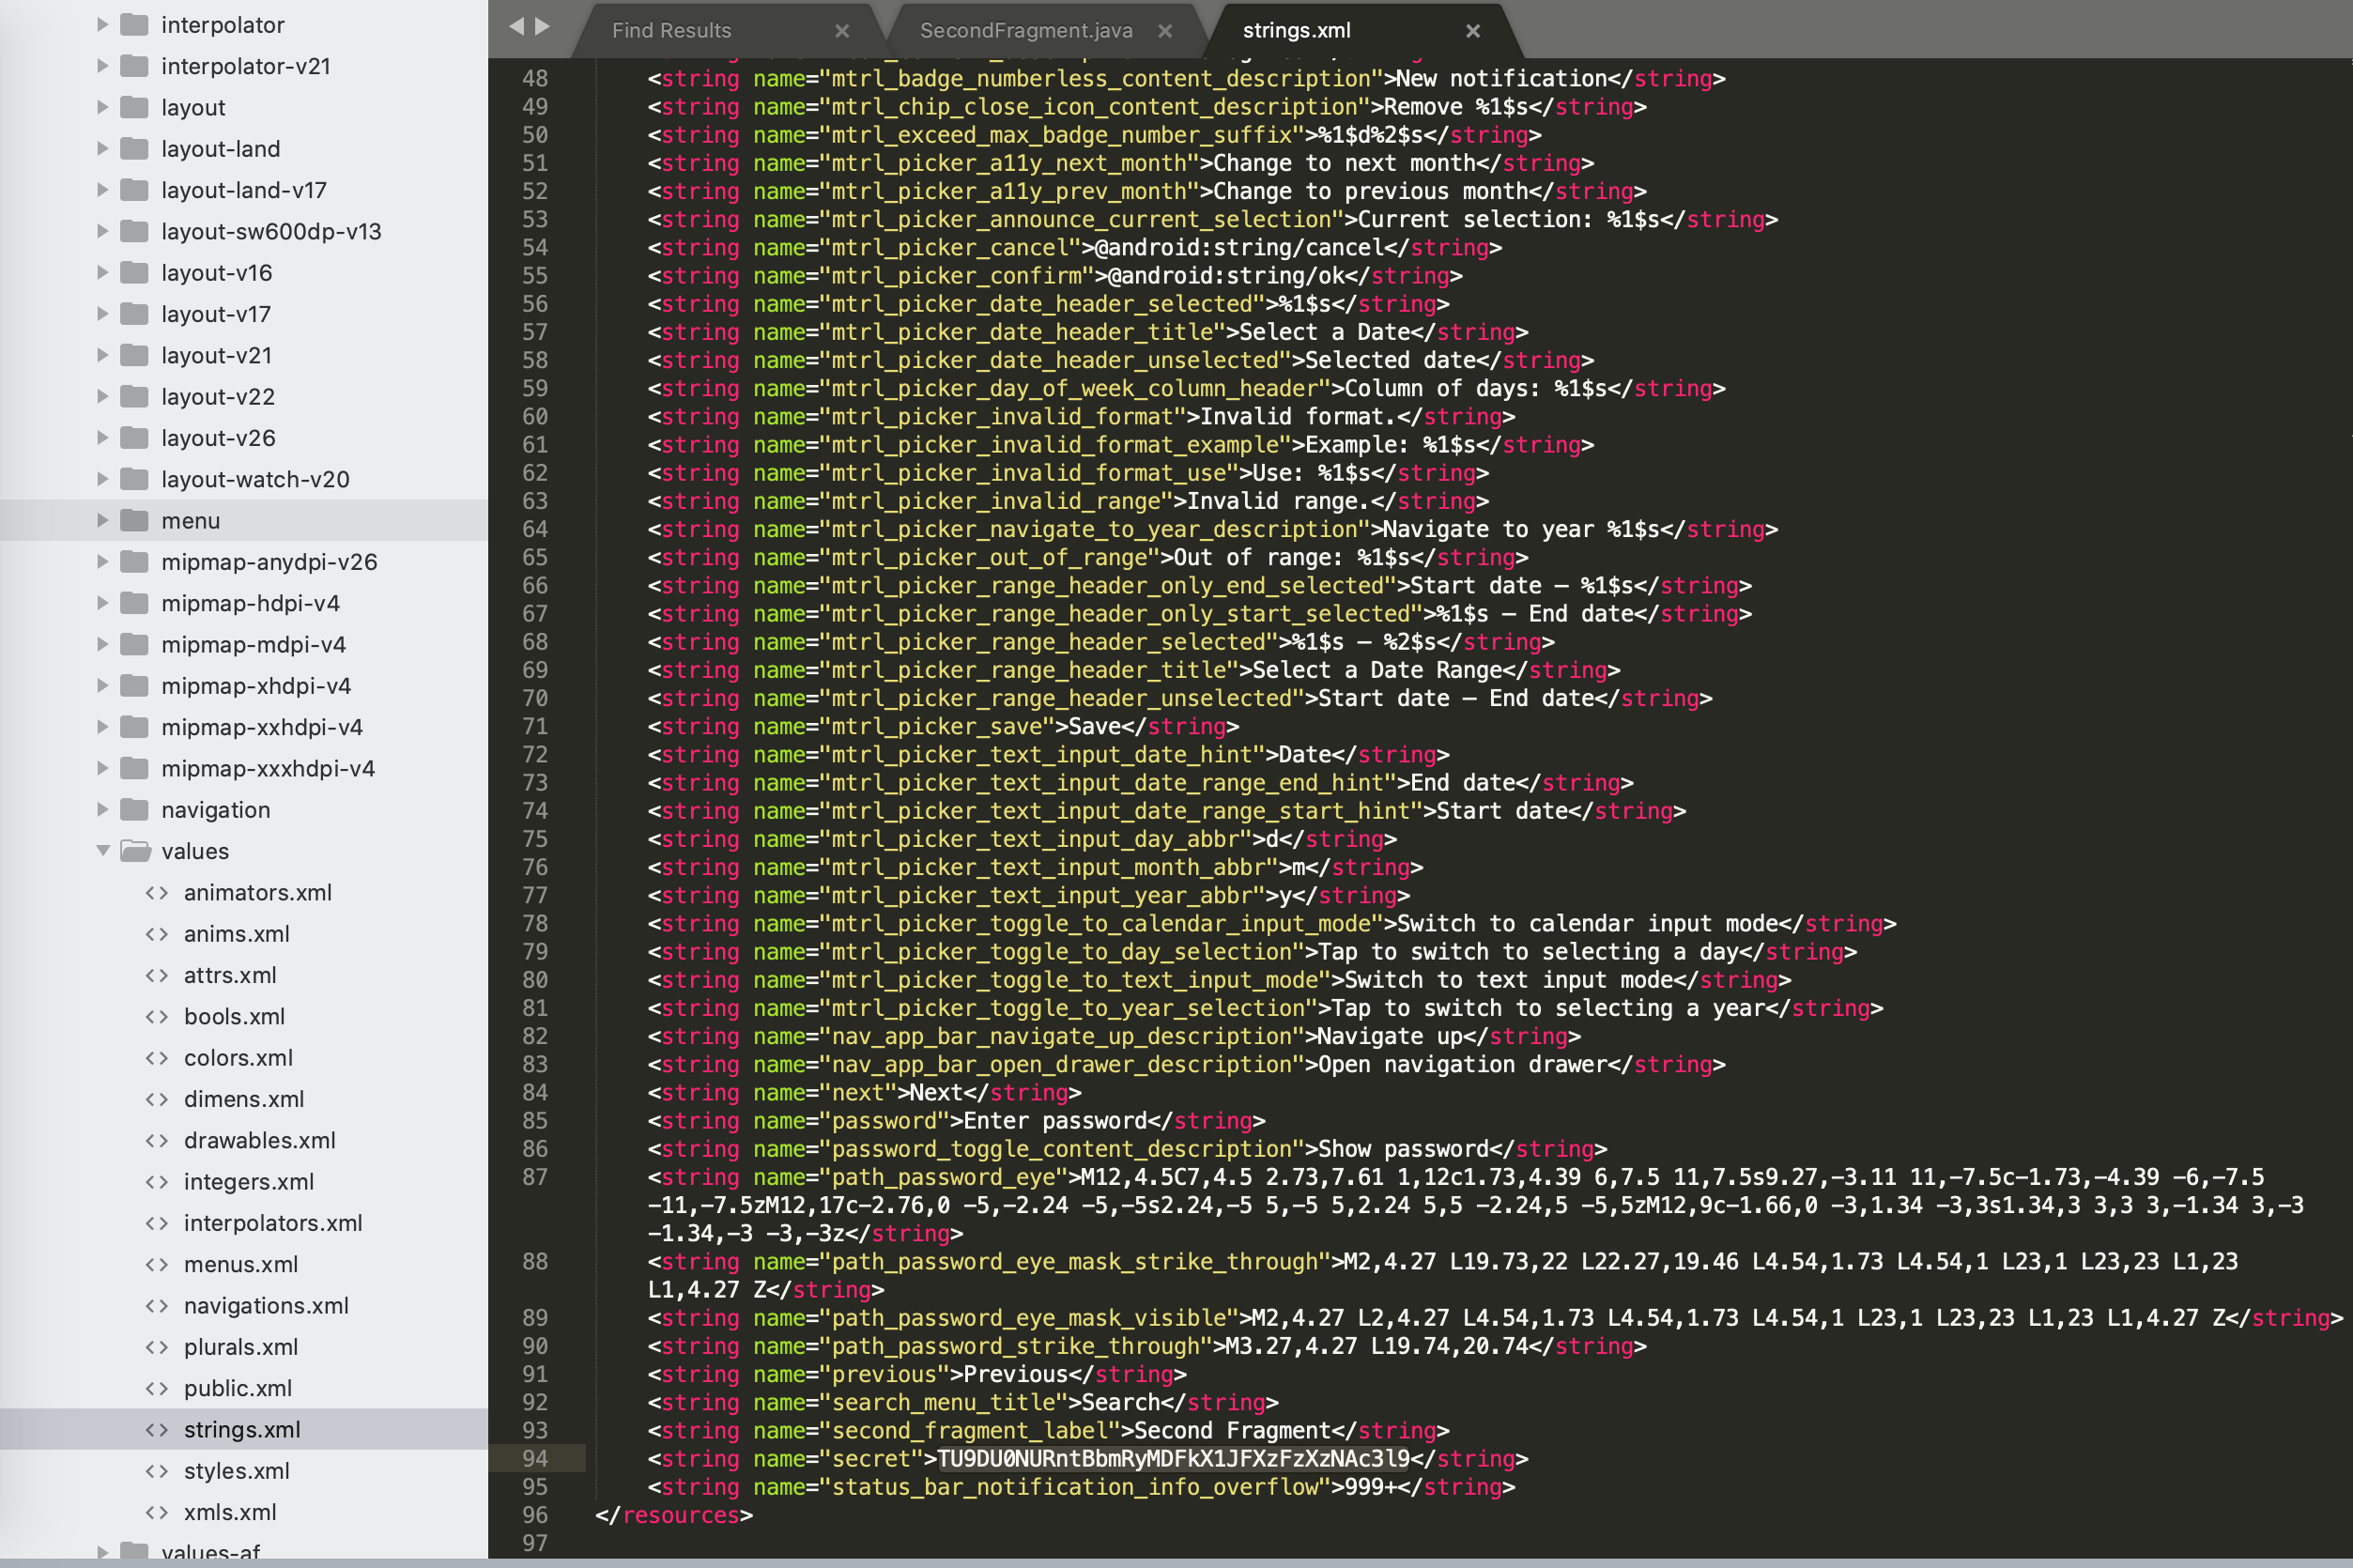 interpolator
interpolator-v21
layout
layout-land
layout-land-v17
layout-sw600dp-v13
layout-v16
layout-v17
layout-v21
layout-v22
layout-v26
layout-watch-v20
menu
mipmap-anydpi-v26
mipmap-hdpi-v4
mipmap-mdpi-v4
mipmap-xhdpi-v4
mipmap-xxhdpi-v4
mipmap-xxxhdpi-v4
navigation
values
<> animators.xml
<> anims.xml
<> attrs.xml
<> bools.xml
<> colors.xml
<> dimens.xml
<> drawables.xml
<> integers.xml
<> interpolators.xml
<> menus.xml
<> navigations.xml
<> plurals.xml
<> public.xml
<> strings.xml
<> styles.xml
<> xmls.xml
values-af
Find Results × SecondFragment.java × strings.xml ×
48 <string name="mtrl_badge_numberless_content_description">New notification</string>
49 <string name="mtrl_chip_close_icon_content_description">Remove %1$s</string>
50 <string name="mtrl_exceed_max_badge_number_suffix">%1$d%2$s</string>
51 <string name="mtrl_picker_a11y_next_month">Change to next month</string>
52 <string name="mtrl_picker_a11y_prev_month">Change to previous month</string>
53 <string name="mtrl_picker_announce_current_selection">Current selection: %1$s</string>
54 <string name="mtrl_picker_cancel">@android:string/cancel</string>
55 <string name="mtrl_picker_confirm">@android:string/ok</string>
56 <string name="mtrl_picker_date_header_selected">%1$s</string>
57 <string name="mtrl_picker_date_header_title">Select a Date</string>
58 <string name="mtrl_picker_date_header_unselected">Selected date</string>
59 <string name="mtrl_picker_day_of_week_column_header">Column of days: %1$s</string>
60 <string name="mtrl_picker_invalid_format">Invalid format.</string>
61 <string name="mtrl_picker_invalid_format_example">Example: %1$s</string>
62 <string name="mtrl_picker_invalid_format_use">Use: %1$s</string>
63 <string name="mtrl_picker_invalid_range">Invalid range.</string>
64 <string name="mtrl_picker_navigate_to_year_description">Navigate to year %1$s</string>
65 <string name="mtrl_picker_out_of_range">Out of range: %1$s</string>
66 <string name="mtrl_picker_range_header_only_end_selected">Start date – %1$s</string>
67 <string name="mtrl_picker_range_header_only_start_selected">%1$s – End date</string>
68 <string name="mtrl_picker_range_header_selected">%1$s – %2$s</string>
69 <string name="mtrl_picker_range_header_title">Select a Date Range</string>
70 <string name="mtrl_picker_range_header_unselected">Start date – End date</string>
71 <string name="mtrl_picker_save">Save</string>
72 <string name="mtrl_picker_text_input_date_hint">Date</string>
73 <string name="mtrl_picker_text_input_date_range_end_hint">End date</string>
74 <string name="mtrl_picker_text_input_date_range_start_hint">Start date</string>
75 <string name="mtrl_picker_text_input_day_abbr">d</string>
76 <string name="mtrl_picker_text_input_month_abbr">m</string>
77 <string name="mtrl_picker_text_input_year_abbr">y</string>
78 <string name="mtrl_picker_toggle_to_calendar_input_mode">Switch to calendar input mode</string>
79 <string name="mtrl_picker_toggle_to_day_selection">Tap to switch to selecting a day</string>
80 <string name="mtrl_picker_toggle_to_text_input_mode">Switch to text input mode</string>
81 <string name="mtrl_picker_toggle_to_year_selection">Tap to switch to selecting a year</string>
82 <string name="nav_app_bar_navigate_up_description">Navigate up</string>
83 <string name="nav_app_bar_open_drawer_description">Open navigation drawer</string>
84 <string name="next">Next</string>
85 <string name="password">Enter password</string>
86 <string name="password_toggle_content_description">Show password</string>
87 <string name="path_password_eye">M12,4.5C7,4.5 2.73,7.61 1,12c1.73,4.39 6,7.5 11,7.5s9.27,-3.11 11,-7.5c-1.73,-4.39 -6,-7.5
-11,-7.5zM12,17c-2.76,0 -5,-2.24 -5,-5s2.24,-5 5,-5 5,2.24 5,5 -2.24,5 -5,5zM12,9c-1.66,0 -3,1.34 -3,3s1.34,3 3,3 3,-1.34 3,-3
-1.34,-3 -3,-3z</string>
88 <string name="path_password_eye_mask_strike_through">M2,4.27 L19.73,22 L22.27,19.46 L4.54,1.73 L4.54,1 L23,1 L23,23 L1,23
L1,4.27 Z</string>
89 <string name="path_password_eye_mask_visible">M2,4.27 L2,4.27 L4.54,1.73 L4.54,1.73 L4.54,1 L23,1 L23,23 L1,23 L1,4.27 Z</string>
90 <string name="path_password_strike_through">M3.27,4.27 L19.74,20.74</string>
91 <string name="previous">Previous</string>
92 <string name="search_menu_title">Search</string>
93 <string name="second_fragment_label">Second Fragment</string>
94 <string name="secret">TU9DU0NURntBbmRyMDFkX1JFXzFzXzNAc3l9</string>
95 <string name="status_bar_notification_info_overflow">999+</string>
96 </resources>
97